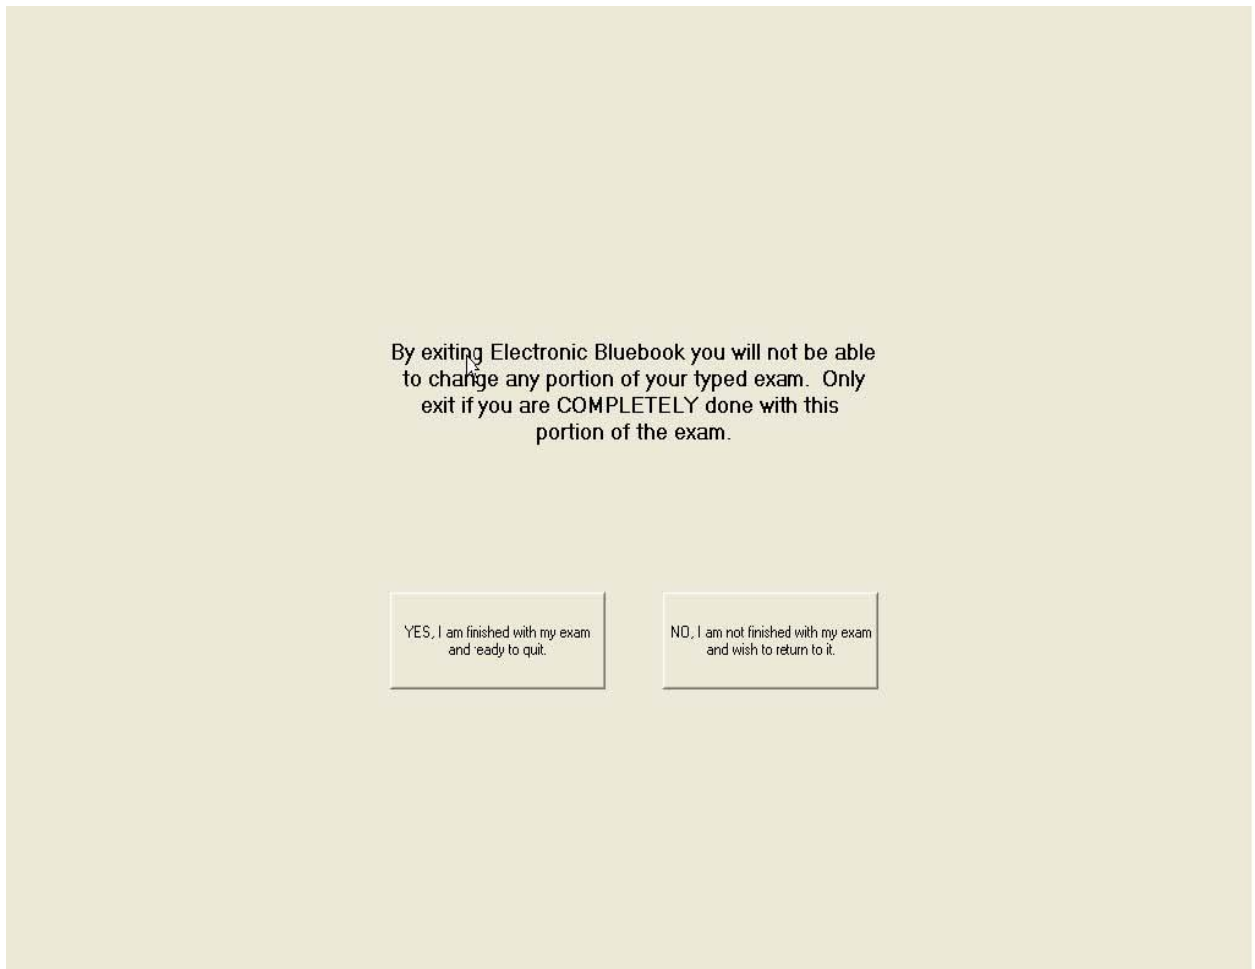 By exiting Electronic Bluebook you will not be able
to change any portion of your typed exam.  Only
exit if you are COMPLETELY done with this
portion of the exam.
YES, I am finished with my exam
and ready to quit.
NO, I am not finished with my exam
and wish to return to it.